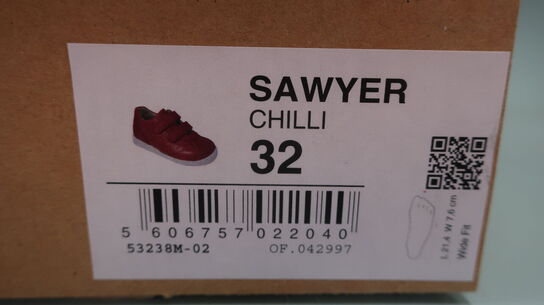 SAWYER
CHILLI
32
5 606757 022040
53238M-02
OF.042997
L 21,4 W 7,6 cm
Wide Fit